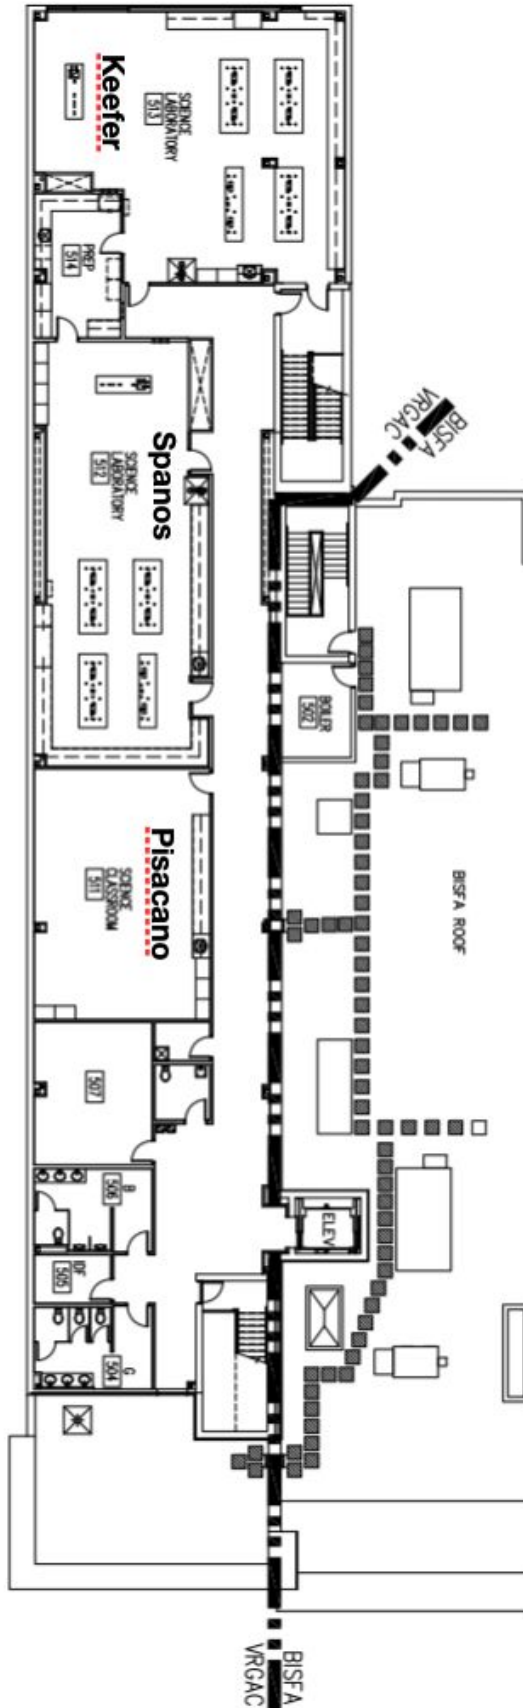 Keefer
SCIENCE
LABORATORY
513
PREP
514
BISFA
VRGAC
Spanos
SCIENCE
LABORATORY
512
BOILER
502
Pisacano
SCIENCE
CLASSROOM
511
BISFA ROOF
507
B
506
ELEV
IDF
505
G
504
BISFA
VRGAC